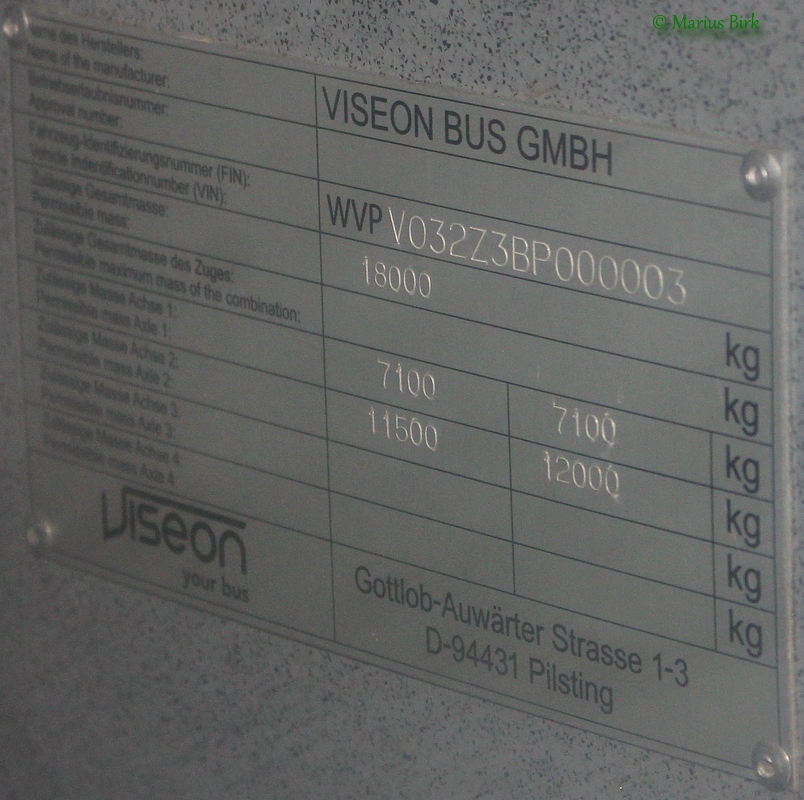 © Marius Birk
Name des Herstellers:
Name of the manufacturer:
VISEON BUS GMBH
Betriebserlaubnisnummer:
Approval number:
Fahrzeug-Identifizierungsnummer (FIN):
Vehicle Indentificationnumber (VIN):
WVP V032Z3BP000003
Zulässige Gesamtmasse:
Permissible mass:
18000 kg
Zulässige Gesamtmasse des Zuges:
Permissible maximum mass of the combination:
kg
Zulässige Masse Achse 1:
Permissible mass Axle 1:
7100 7100 kg
Zulässige Masse Achse 2:
Permissible mass Axle 2:
11500 12000 kg
Zulässige Masse Achse 3:
Permissible mass Axle 3:
kg
Zulässige Masse Achse 4:
Permissible mass Axle 4:
kg
viseon
your bus
Gottlob-Auwärter Strasse 1-3
D-94431 Pilsting